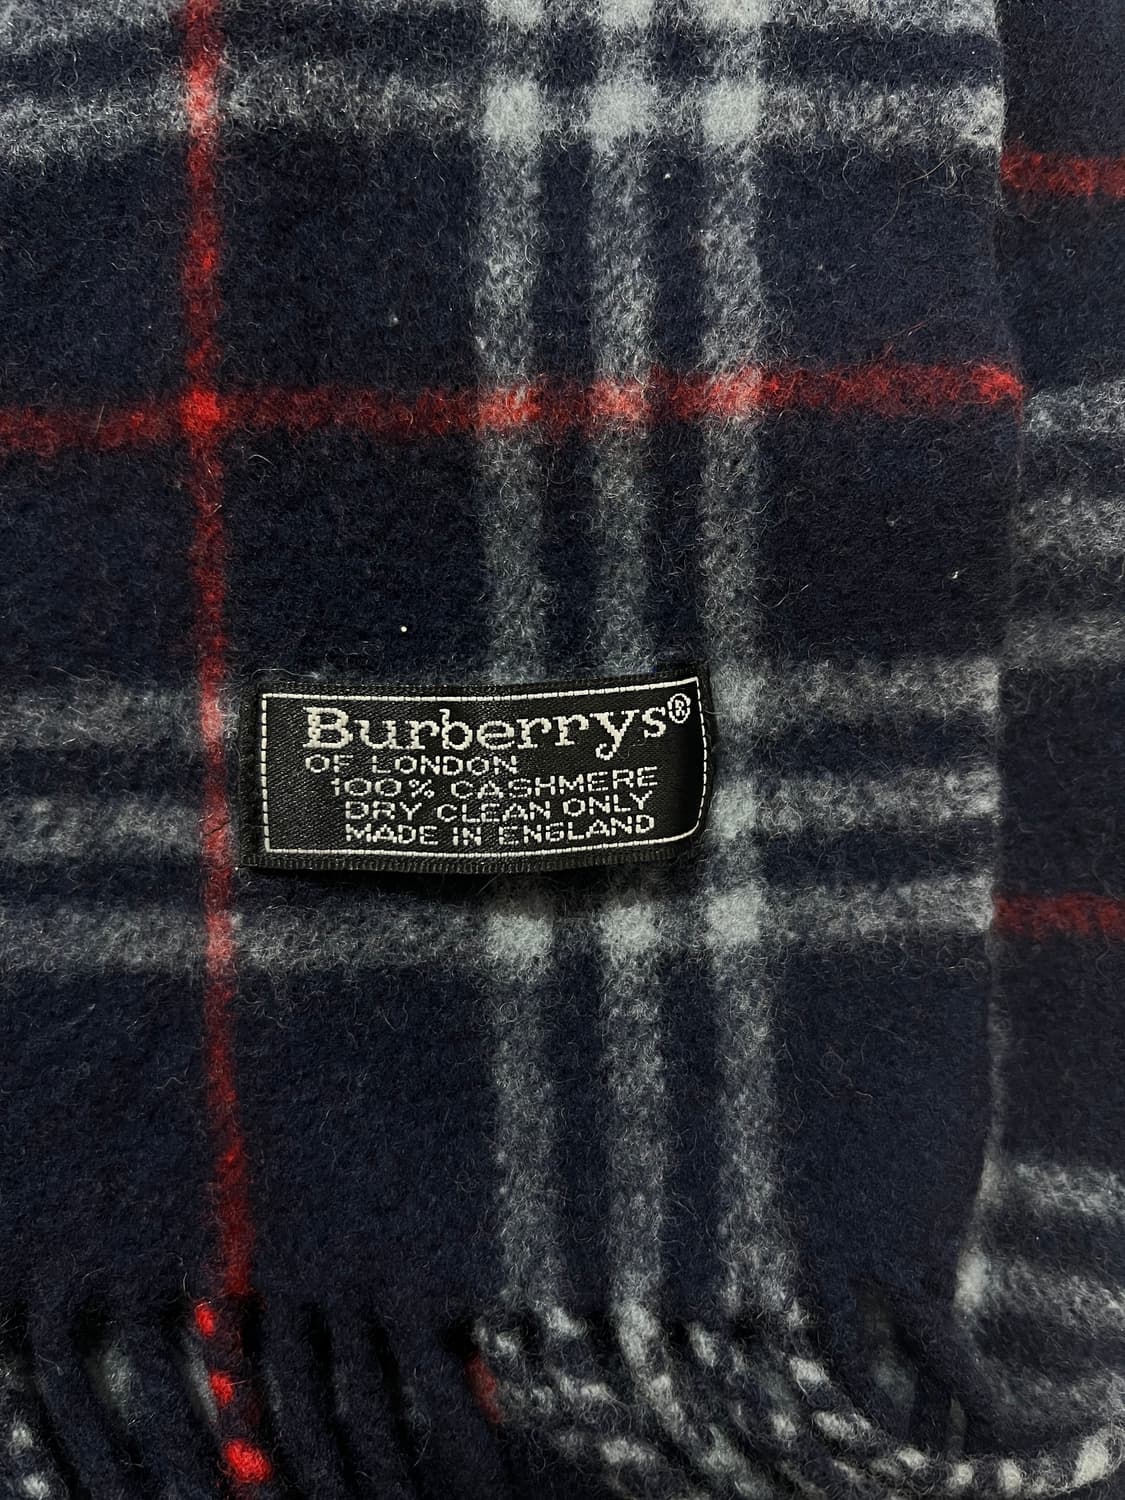 Burberrys®
OF LONDON
100% CASHMERE
DRY CLEAN ONLY
MADE IN ENGLAND